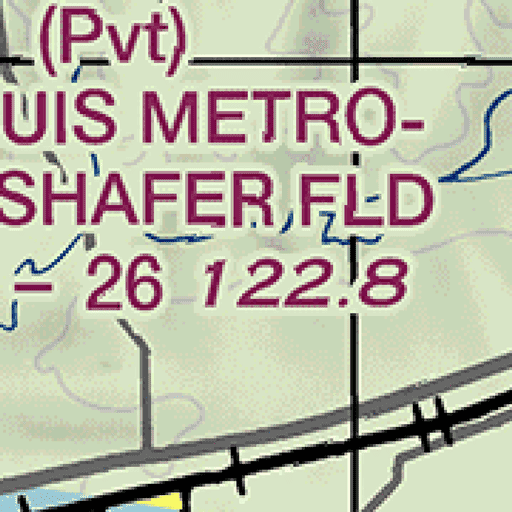 (Pvt)
UIS METRO-
SHAFER FLD
– 26 122.8